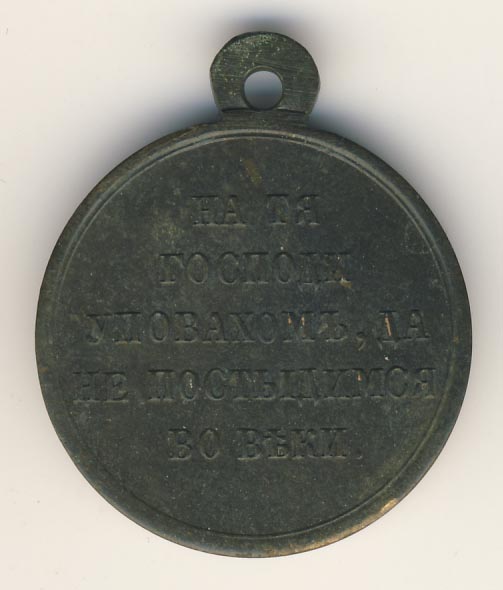 НА ТЯ
ГОСПОДИ
УПОВАХОМЪ, ДА
НЕ ПОСТЫДИМСЯ
ВО ВѢКИ.